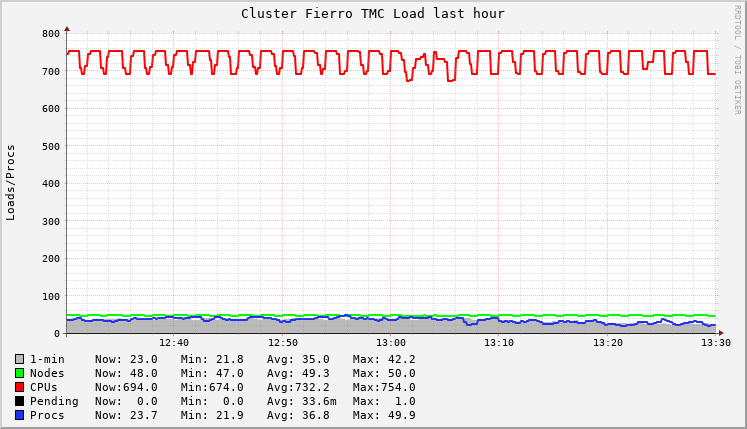 Cluster Fierro TMC Load last hour
RRDTOOL / TOBI OETIKER
Loads/Procs
800
700
600
500
400
300
200
100
0
12:40 12:50 13:00 13:10 13:20 13:30
1-min Now: 23.0 Min: 21.8 Avg: 35.0 Max: 42.2
Nodes Now: 48.0 Min: 47.0 Avg: 49.3 Max: 50.0
CPUs Now:694.0 Min:674.0 Avg:732.2 Max:754.0
Pending Now: 0.0 Min: 0.0 Avg: 33.6m Max: 1.0
Procs Now: 23.7 Min: 21.9 Avg: 36.8 Max: 49.9